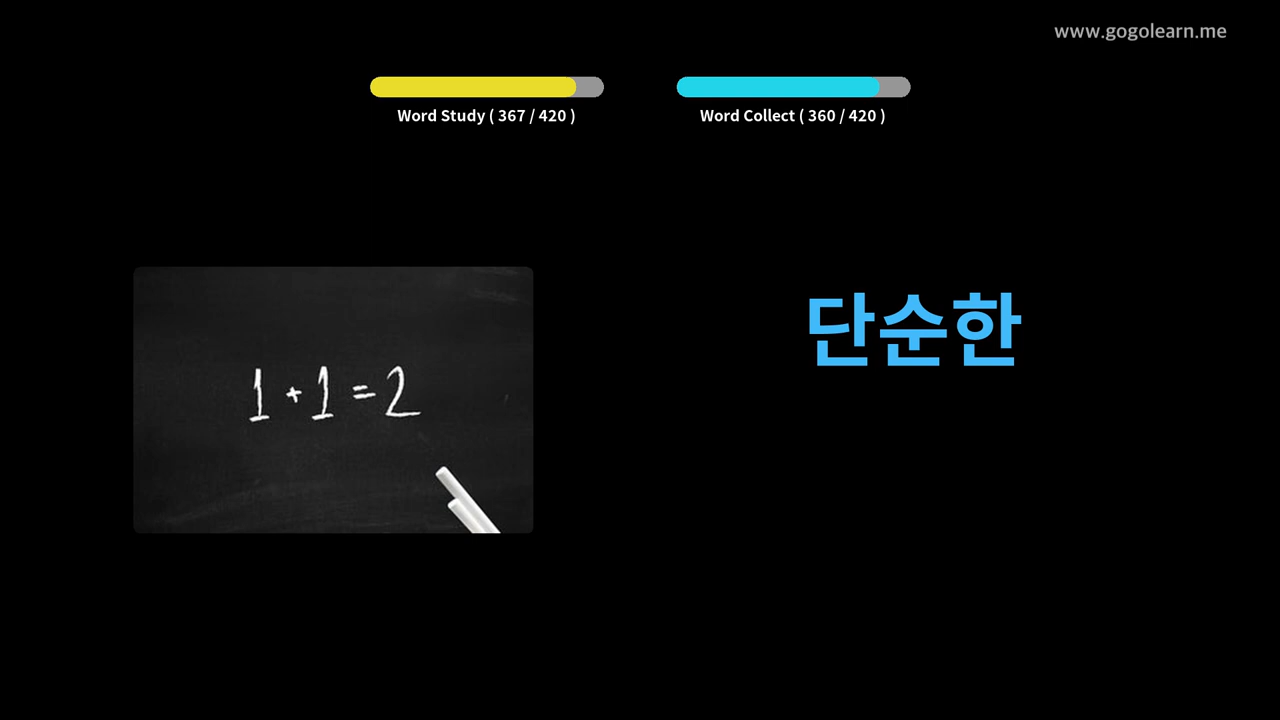 www.gogolearn.me
Word Study ( 367 / 420 )
Word Collect ( 360 / 420 )
단순한
1 + 1 = 2